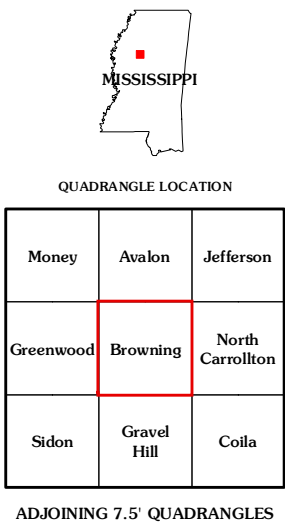 MISSISSIPPI
QUADRANGLE LOCATION
Money
Avalon
Jefferson
Greenwood
Browning
North
Carrollton
Sidon
Gravel
Hill
Coila
ADJOINING 7.5' QUADRANGLES